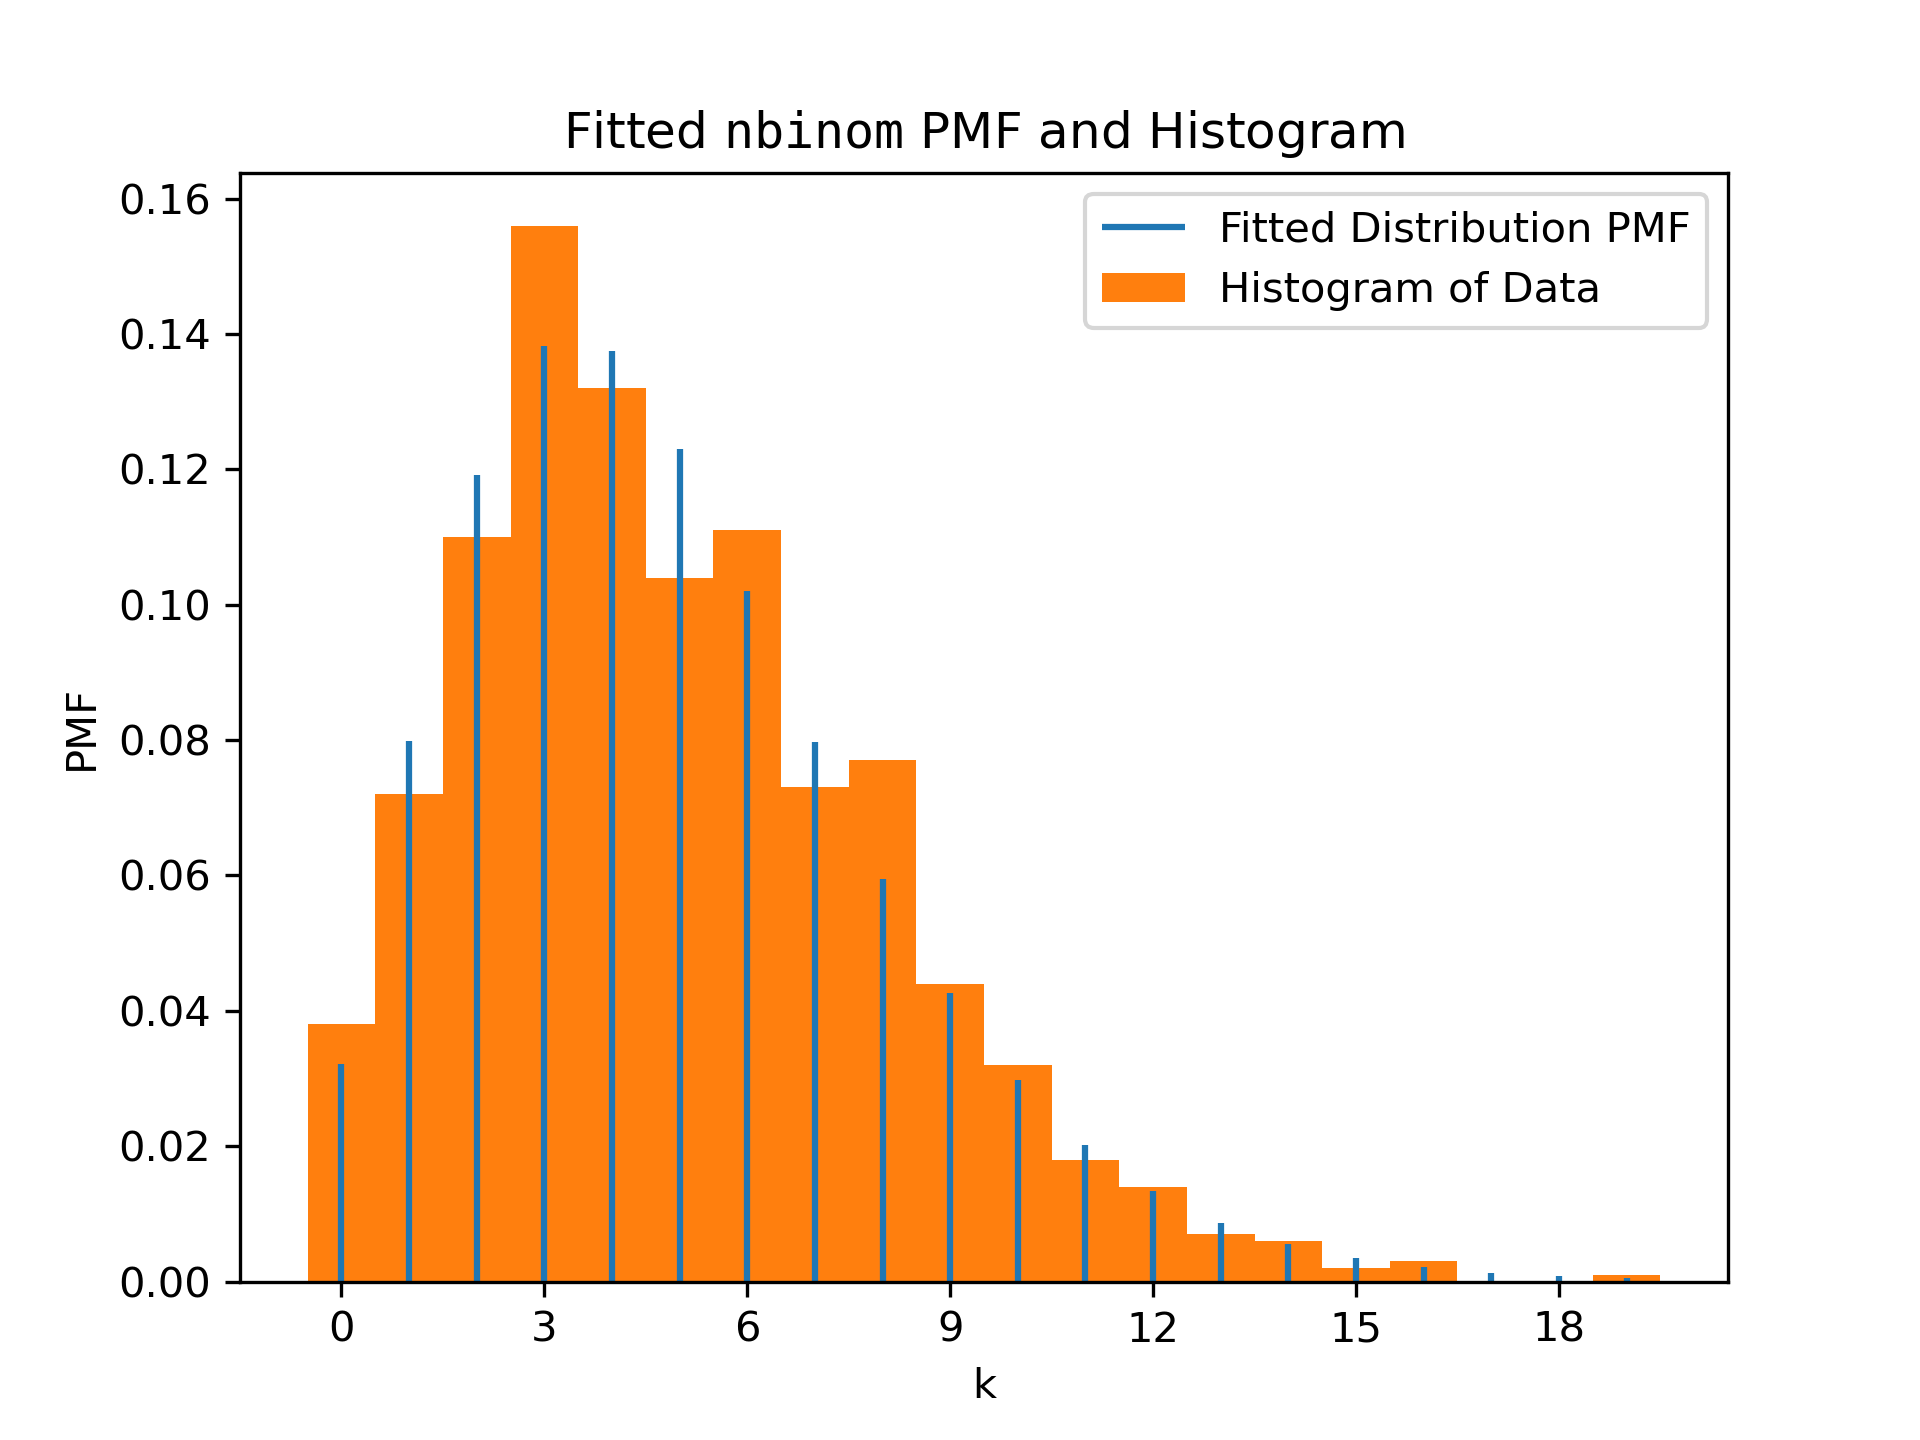 Fitted nbinom PMF and Histogram
Fitted Distribution PMF
Histogram of Data
PMF
0.16
0.14
0.12
0.10
0.08
0.06
0.04
0.02
0.00
0 3 6 9 12 15 18
k